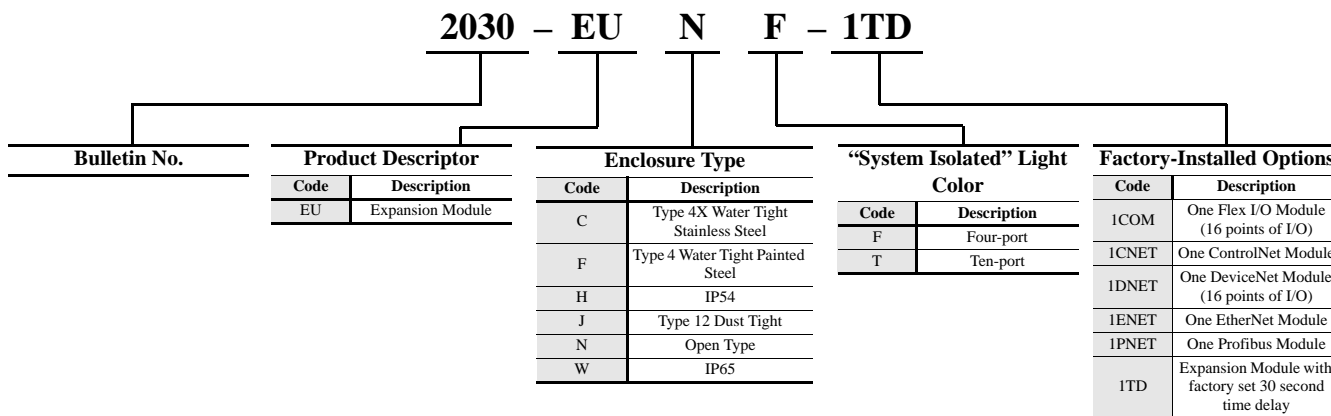 2030 – EU N F – 1TD
Bulletin No.
Product Descriptor
Code Description
EU Expansion Module
Enclosure Type
Code Description
C Type 4X Water Tight
Stainless Steel
F Type 4 Water Tight Painted
Steel
H IP54
J Type 12 Dust Tight
N Open Type
W IP65
“System Isolated” Light
Color
Code Description
F Four-port
T Ten-port
Factory-Installed Options
Code Description
1COM One Flex I/O Module
(16 points of I/O)
1CNET One ControlNet Module
1DNET One DeviceNet Module
(16 points of I/O)
1ENET One EtherNet Module
1PNET One Profibus Module
1TD Expansion Module with
factory set 30 second
time delay